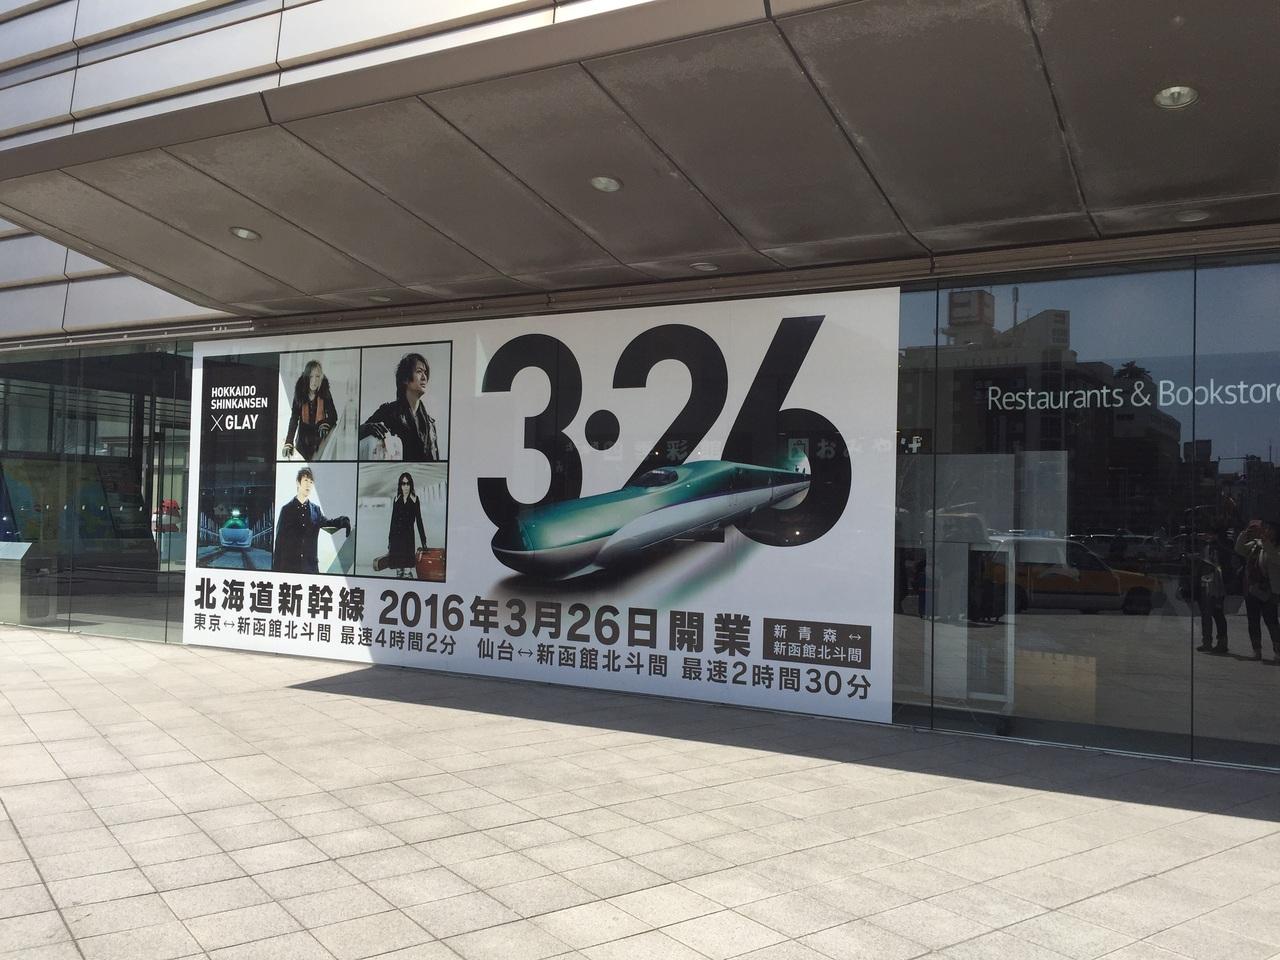 HOKKAIDO
SHINKANSEN
× GLAY
3・26
北海道新幹線 2016年3月26日開業
新青森↔
新函館北斗間
東京↔新函館北斗間 最速4時間2分 仙台↔新函館北斗間 最速2時間30分
Restaurants & Bookstore